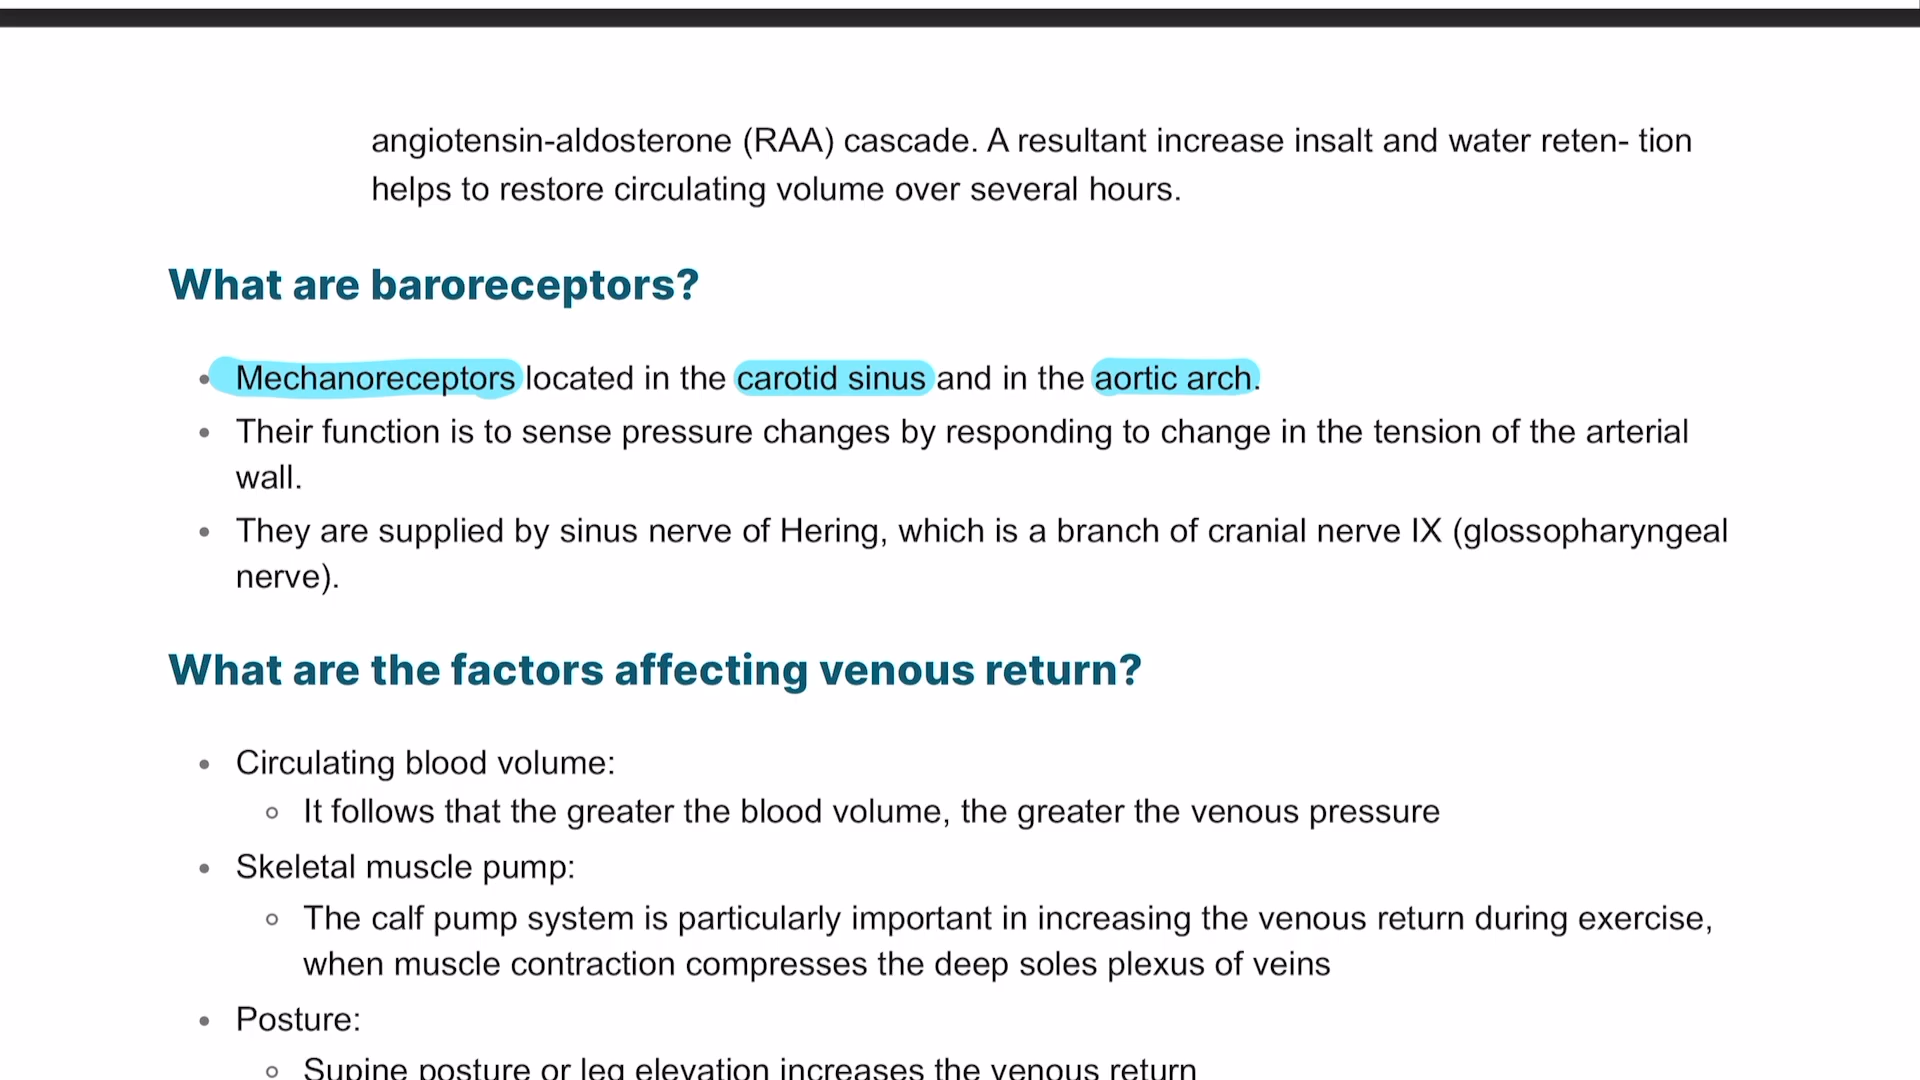 angiotensin-aldosterone (RAA) cascade. A resultant increase insalt and water reten- tion
helps to restore circulating volume over several hours.
What are baroreceptors?
• Mechanoreceptors located in the carotid sinus and in the aortic arch.
• Their function is to sense pressure changes by responding to change in the tension of the arterial
wall.
• They are supplied by sinus nerve of Hering, which is a branch of cranial nerve IX (glossopharyngeal
nerve).
What are the factors affecting venous return?
• Circulating blood volume:
◦ It follows that the greater the blood volume, the greater the venous pressure
• Skeletal muscle pump:
◦ The calf pump system is particularly important in increasing the venous return during exercise,
when muscle contraction compresses the deep soles plexus of veins
• Posture:
◦ Supine posture or leg elevation increases the venous return